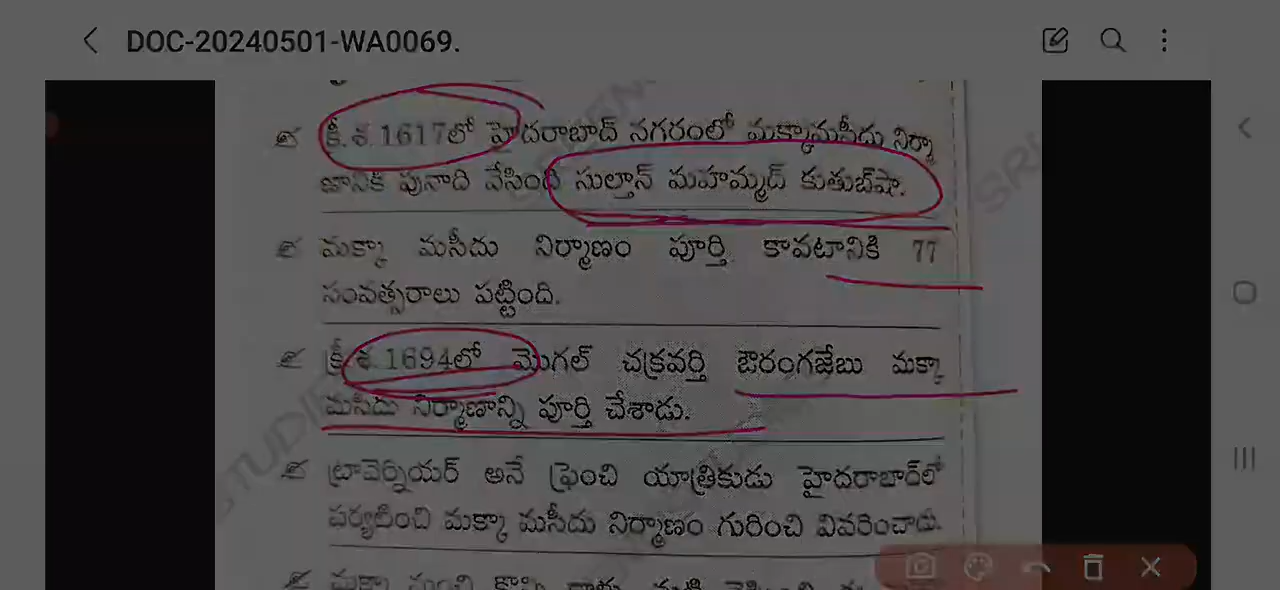 DOC-20240501-WA0069.
క్రీ.శ.1617లో హైదరాబాద్ నగరంలో మక్కామసీదు నిర్మా
ణానికి పునాది వేసింది సుల్తాన్ మహమ్మద్ కుతుబ్‌షా.
మక్కా మసీదు నిర్మాణం పూర్తి కావటానికి 77
సంవత్సరాలు పట్టింది.
క్రీ.శ.1694లో మొగల్ చక్రవర్తి ఔరంగజేబు మక్కా
మసీదు నిర్మాణాన్ని పూర్తి చేశాడు.
ట్రావెర్నియర్ అనే ఫ్రెంచి యాత్రికుడు హైదరాబాద్‌లో
పర్యటించి మక్కా మసీదు నిర్మాణం గురించి వివరించాడు.
మక్కా నుంచి కొన్ని